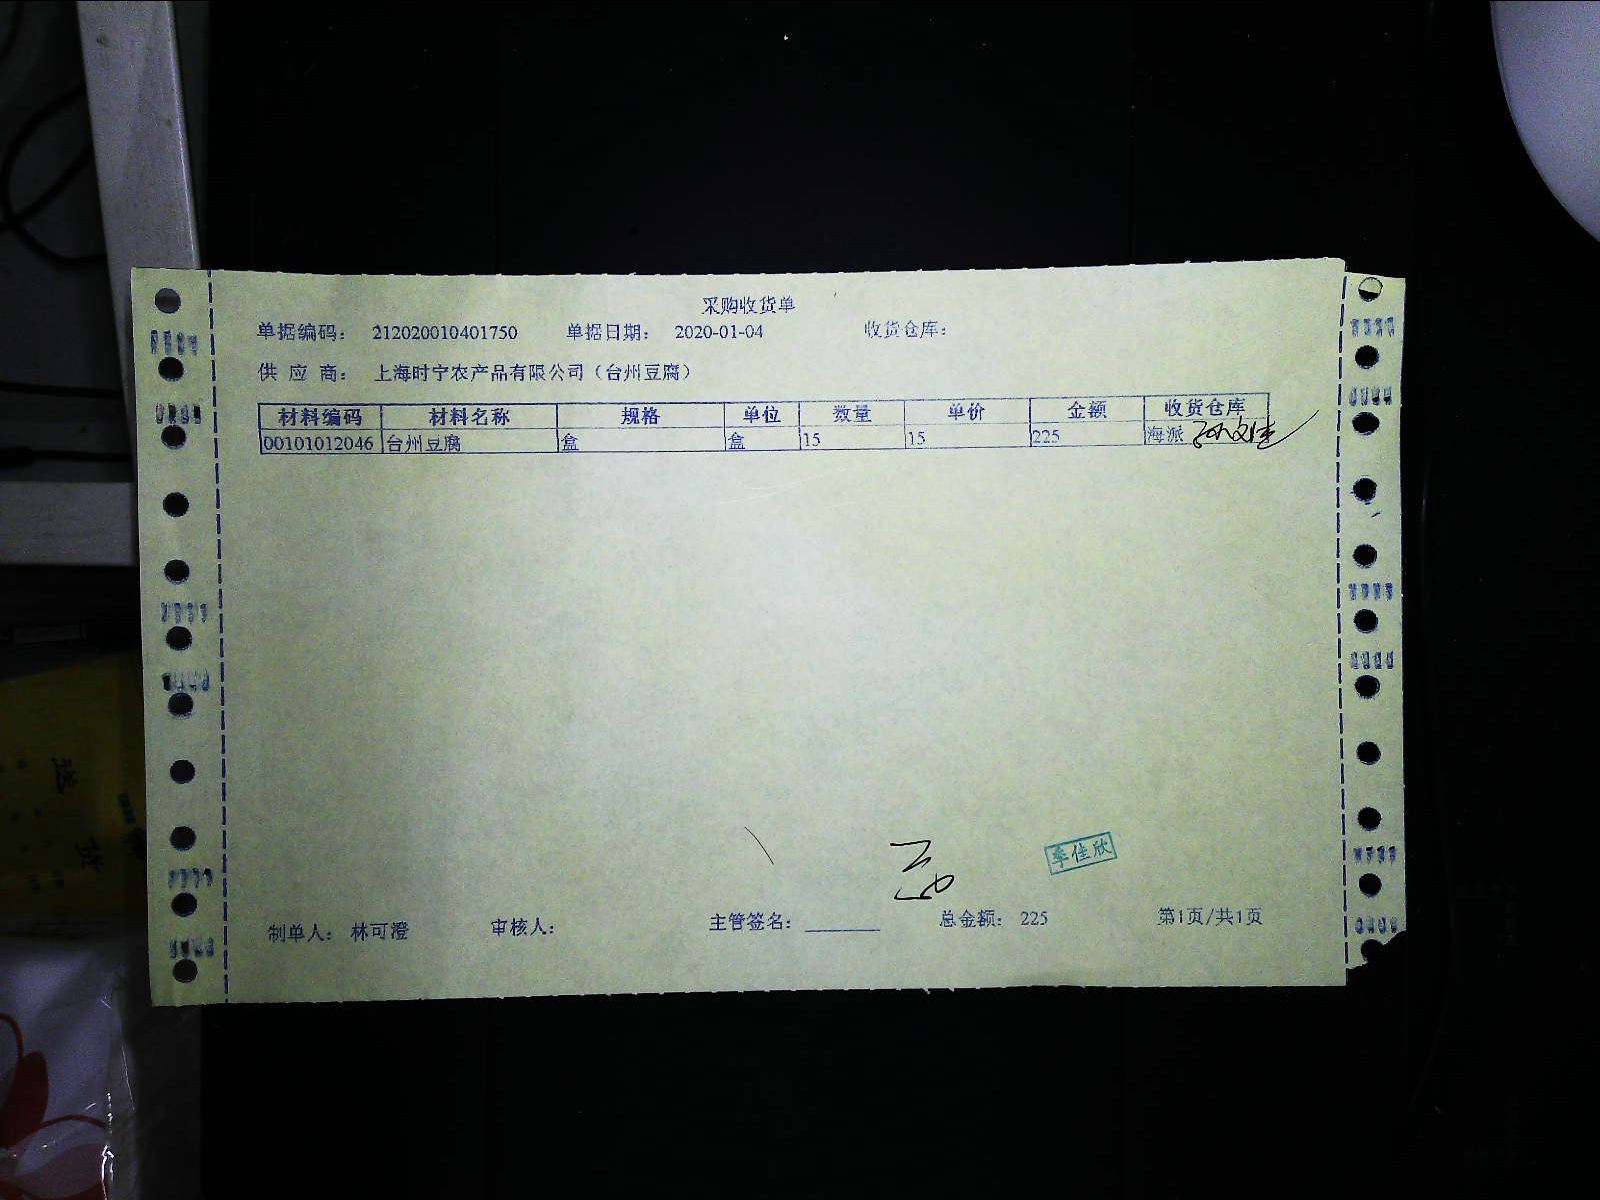 采购收货单
单据编码： 212020010401750 单据日期： 2020-01-04 收货仓库：
供 应 商： 上海时宁农产品有限公司（台州豆腐）
材料编码 材料名称 规格 单位 数量 单价 金额 收货仓库
00101012046 台州豆腐 盒 盒 15 15 225 海派
季佳欣
制单人： 林可澄 审核人： 主管签名： ________ 总金额： 225 第1页/共1页
送
货